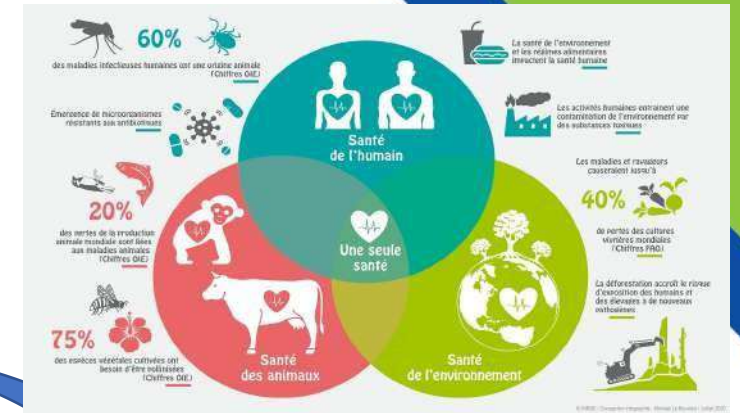 60%
des maladies infectieuses humaines ont une origine animale
(Chiffres OIE)
Émergence de microorganismes
résistants aux antibiotiques
20%
des pertes de la production
animale mondiale sont liées
aux maladies animales
(Chiffres OIE)
75%
des espèces végétales cultivées ont
besoin d'être pollinisées
(Chiffres OIE)
Santé
de l'humain
Une seule
santé
Santé
des animaux
Santé
de l'environnement
La santé de l'environnement
et les régimes alimentaires
impactent la santé humaine
Les activités humaines entraînent une
contamination de l'environnement par
des substances toxiques
Les maladies et ravageurs
causeraient jusqu'à
40%
de pertes des cultures
vivrières mondiales
(Chiffres FAO)
La déforestation accroît le risque
d'exposition des humains et
des élevages à de nouveaux
pathogènes